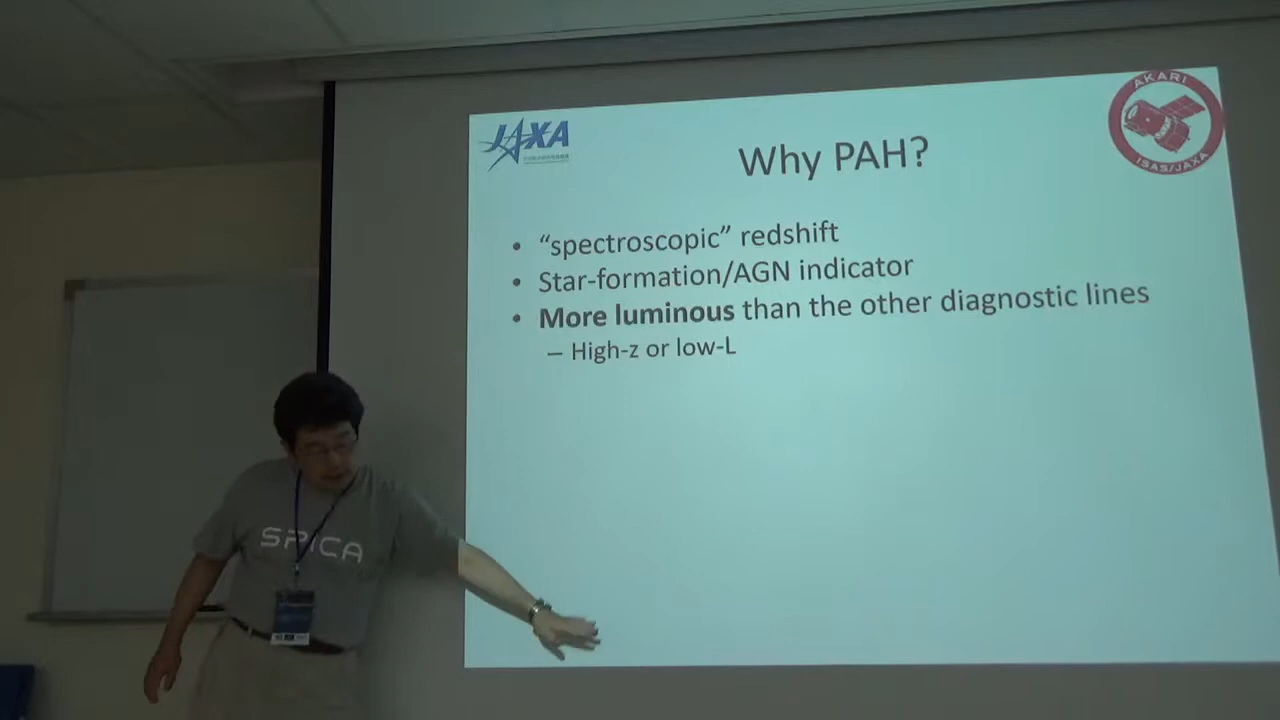 JAXA
AKARI
ISAS/JAXA
Why PAH?
• “spectroscopic” redshift
• Star-formation/AGN indicator
• More luminous than the other diagnostic lines
– High-z or low-L
SPICA